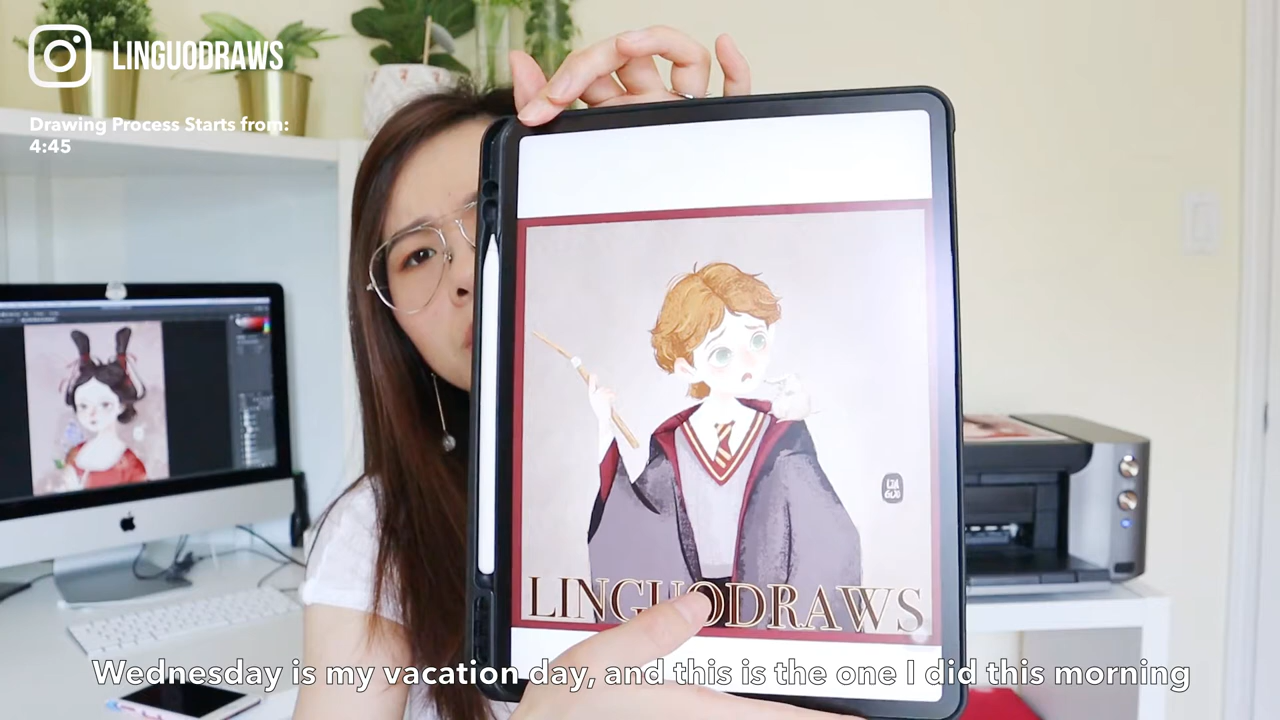 LINGUODRAWS
Drawing Process Starts from:
4:45
LINGUODRAWS
Wednesday is my vacation day, and this is the one I did this morning